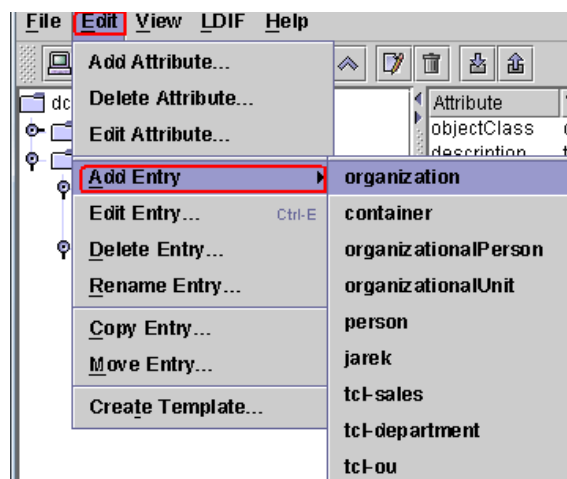 File Edit View LDIF Help
Add Attribute...
Delete Attribute...
Edit Attribute...
Add Entry
Edit Entry... Ctrl-E
Delete Entry...
Rename Entry...
Copy Entry...
Move Entry...
Create Template...
dc
Attribute
objectClass
description
organization
container
organizationalPerson
organizationalUnit
person
jarek
tcl-sales
tcl-department
tcl-ou